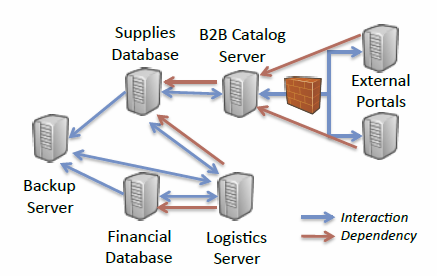 Supplies
Database
B2B Catalog
Server
External
Portals
Backup
Server
Financial
Database
Logistics
Server
Interaction
Dependency